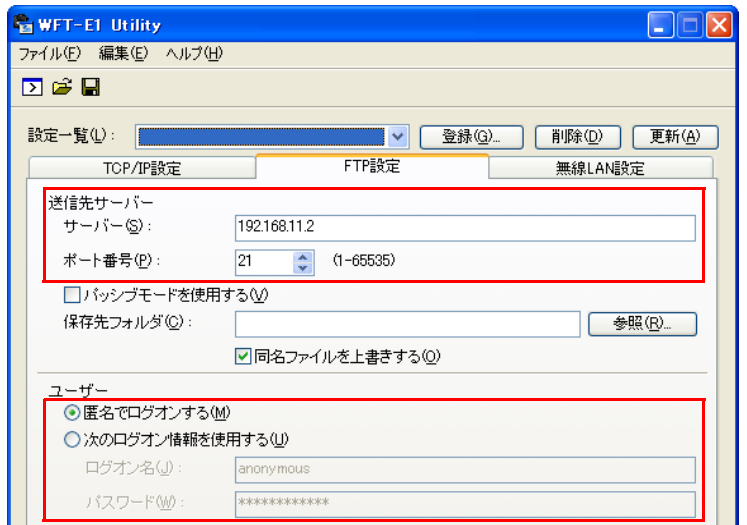 WFT-E1 Utility
ファイル(F) 編集(E) ヘルプ(H)
設定一覧(L): 登録(G)... 削除(D) 更新(A)
TCP/IP設定 FTP設定 無線LAN設定
送信先サーバー
サーバー(S): 192.168.11.2
ポート番号(P): 21 (1-65535)
パッシブモードを使用する(V)
保存先フォルダ(C): 参照(R)...
同名ファイルを上書きする(O)
ユーザー
匿名でログオンする(M)
次のログオン情報を使用する(U)
ログオン名(J): anonymous
パスワード(W): ************